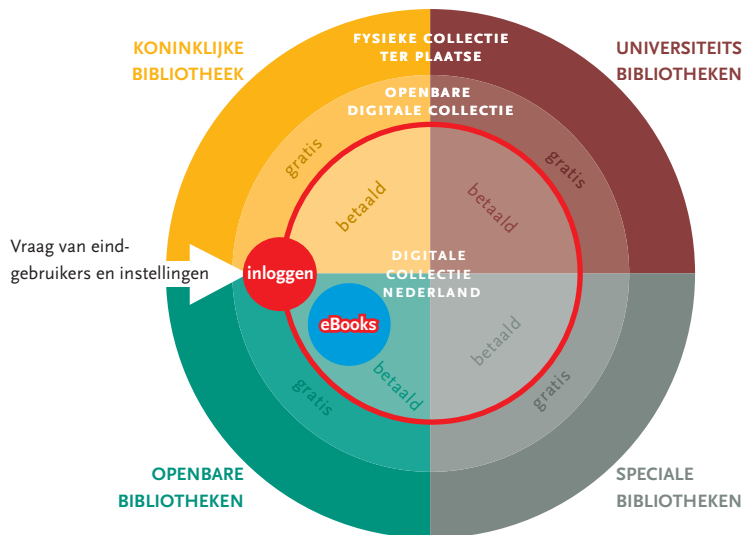 KONINKLIJKE
BIBLIOTHEEK
FYSIEKE COLLECTIE
TER PLAATSE
UNIVERSITEITS
BIBLIOTHEKEN
OPENBARE
DIGITALE COLLECTIE
gratis
gratis
betaald
betaald
Vraag van eind-
gebruikers en instellingen
inloggen
DIGITALE
COLLECTIE
NEDERLAND
eBooks
betaald
betaald
gratis
gratis
OPENBARE
BIBLIOTHEKEN
SPECIALE
BIBLIOTHEKEN